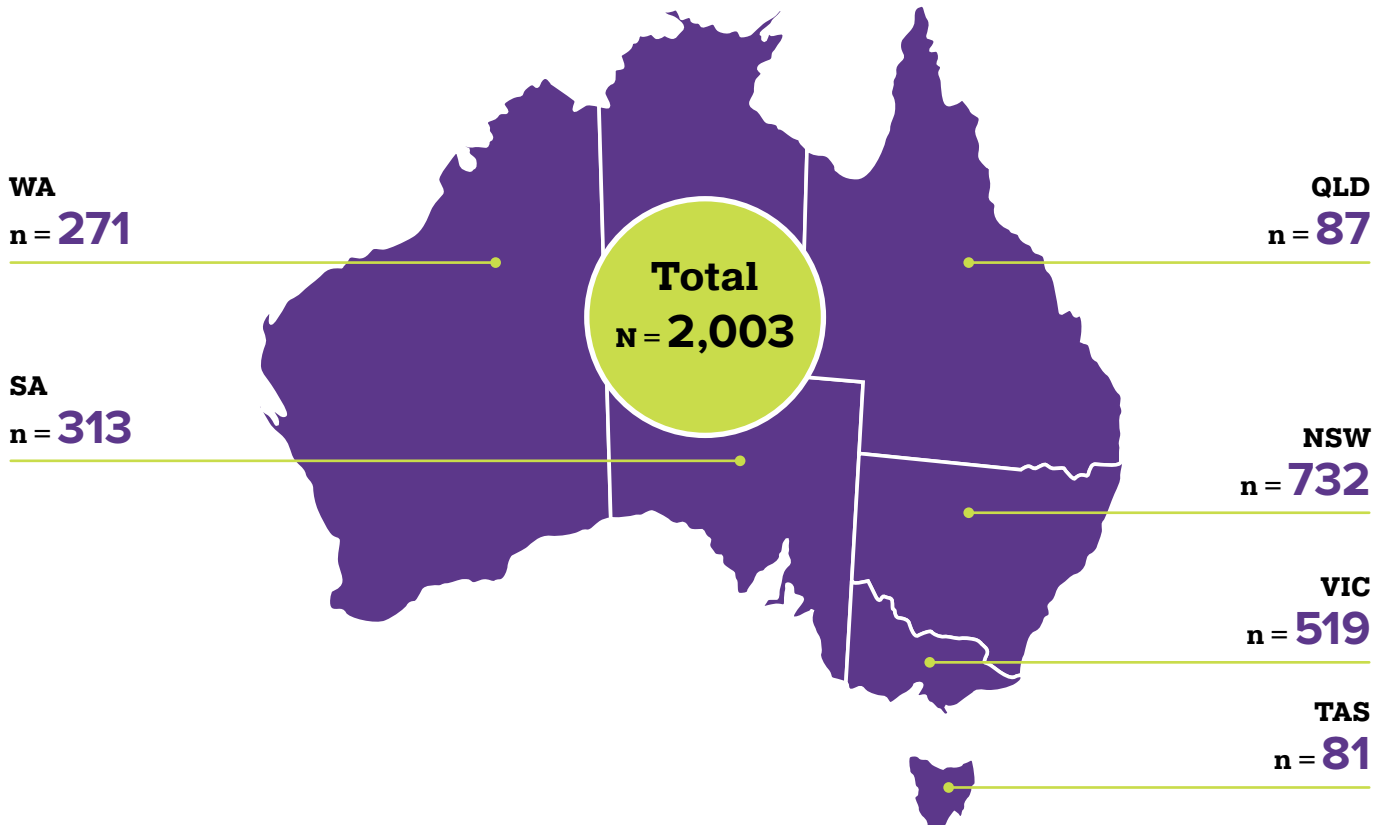 WA
n = 271
SA
n = 313
Total
N = 2,003
QLD
n = 87
NSW
n = 732
VIC
n = 519
TAS
n = 81